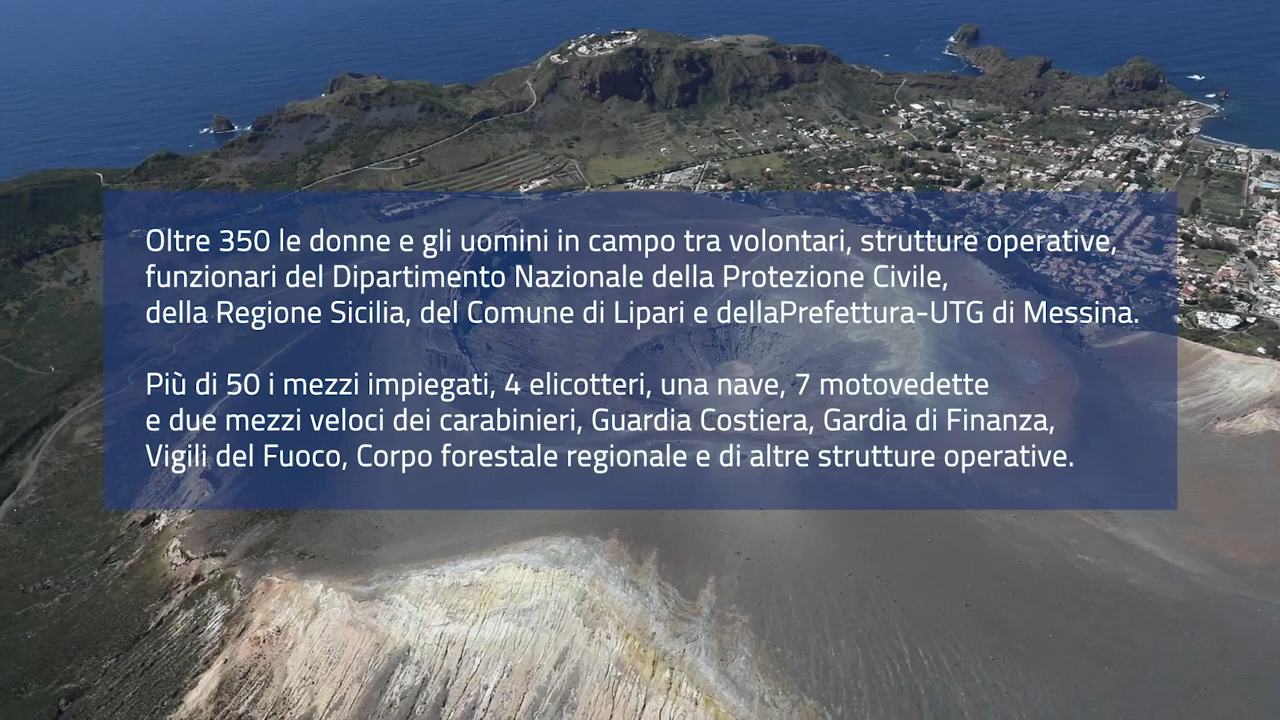 Oltre 350 le donne e gli uomini in campo tra volontari, strutture operative,
funzionari del Dipartimento Nazionale della Protezione Civile,
della Regione Sicilia, del Comune di Lipari e dellaPrefettura-UTG di Messina.
Più di 50 i mezzi impiegati, 4 elicotteri, una nave, 7 motovedette
e due mezzi veloci dei carabinieri, Guardia Costiera, Gardia di Finanza,
Vigili del Fuoco, Corpo forestale regionale e di altre strutture operative.